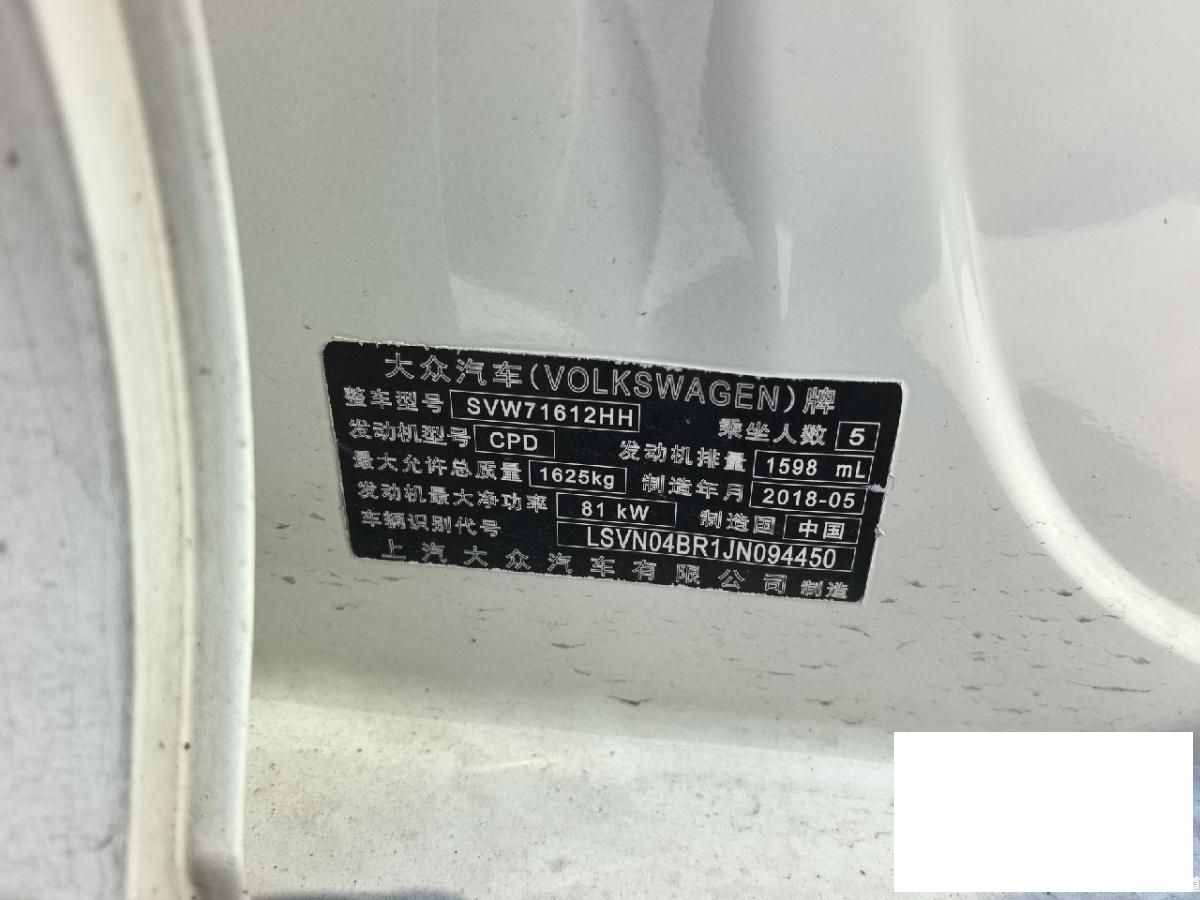 大众汽车(VOLKSWAGEN)牌
整车型号 SVW71612HH 乘坐人数 5
发动机型号 CPD 发动机排量 1598 mL
最大允许总质量 1625kg 制造年月 2018-05
发动机最大净功率 81 kW 制造国 中国
车辆识别代号 LSVN04BR1JN094450
上汽大众汽车有限公司 制造